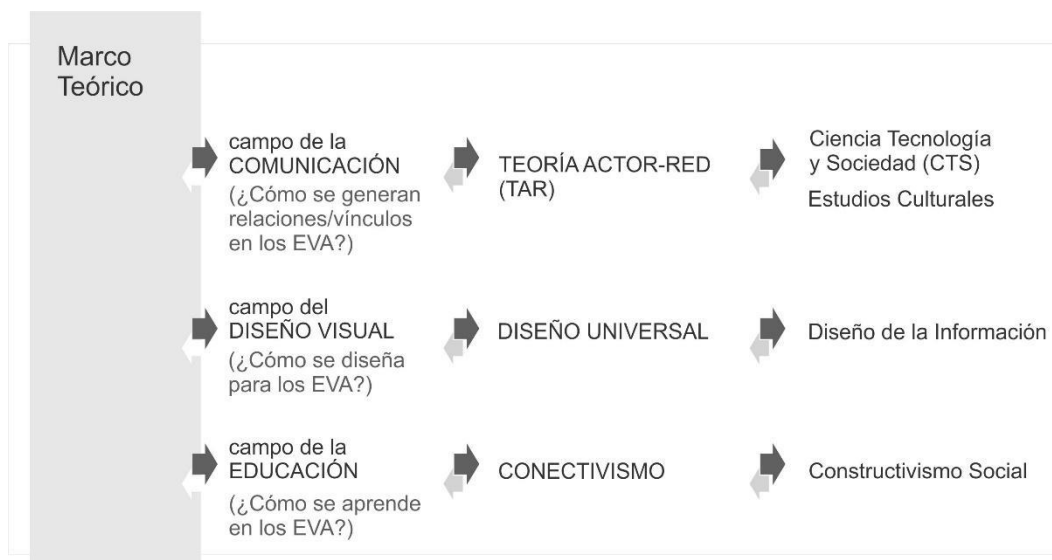 Marco
Teórico
campo de la
COMUNICACIÓN
(¿Cómo se generan
relaciones/vínculos
en los EVA?)
TEORÍA ACTOR-RED
(TAR)
Ciencia Tecnología
y Sociedad (CTS)
Estudios Culturales
campo del
DISEÑO VISUAL
(¿Cómo se diseña
para los EVA?)
DISEÑO UNIVERSAL
Diseño de la Información
campo de la
EDUCACIÓN
(¿Cómo se aprende
en los EVA?)
CONECTIVISMO
Constructivismo Social